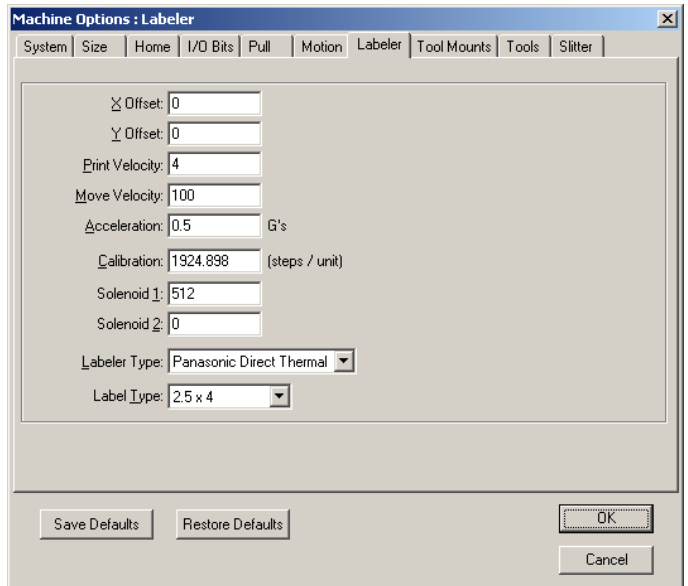 Machine Options : Labeler
System Size Home I/O Bits Pull Motion Labeler Tool Mounts Tools Slitter
X Offset: 0
Y Offset: 0
Print Velocity: 4
Move Velocity: 100
Acceleration: 0.5 G's
Calibration: 1924.898 (steps / unit)
Solenoid 1: 512
Solenoid 2: 0
Labeler Type: Panasonic Direct Thermal
Label Type: 2.5 x 4
Save Defaults Restore Defaults OK
Cancel